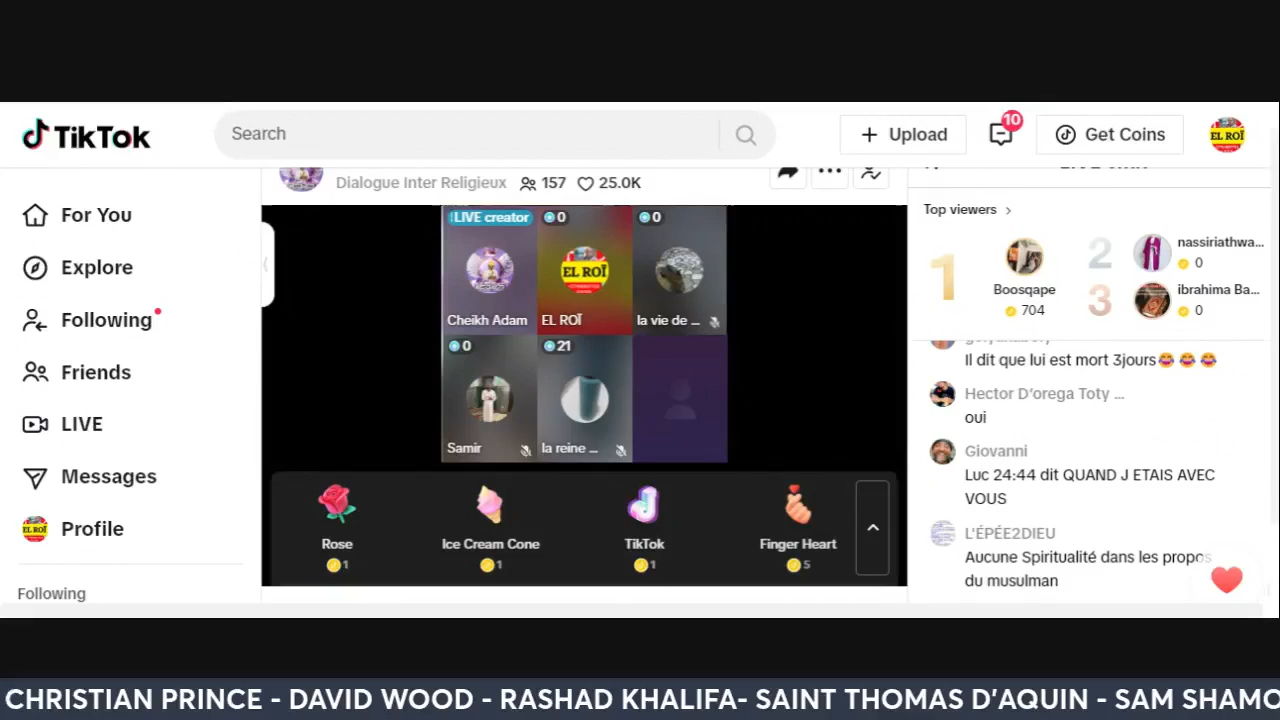 TikTok
Search
Upload
10
Get Coins
EL ROÏ
For You
Explore
Following
Friends
LIVE
Messages
EL ROÏ
Profile
Following
Dialogue Inter Religieux 157 25.0K
LIVE creator
Cheikh Adam
0
EL ROÏ
EL ROÏ
0
la vie de ...
0
Samir
21
la reine ...
Rose
1
Ice Cream Cone
1
TikTok
1
Finger Heart
5
Top viewers
1
Boosqape
704
2
nassiriathwa...
0
3
ibrahima Ba...
0
Il dit que lui est mort 3jours😂 😂 😂
Hector D'orega Toty ...
oui
Giovanni
Luc 24:44 dit QUAND J ETAIS AVEC
VOUS
L'ÉPÉE2DIEU
Aucune Spiritualité dans les propos
du musulman
CHRISTIAN PRINCE - DAVID WOOD - RASHAD KHALIFA- SAINT THOMAS D'AQUIN - SAM SHAMO